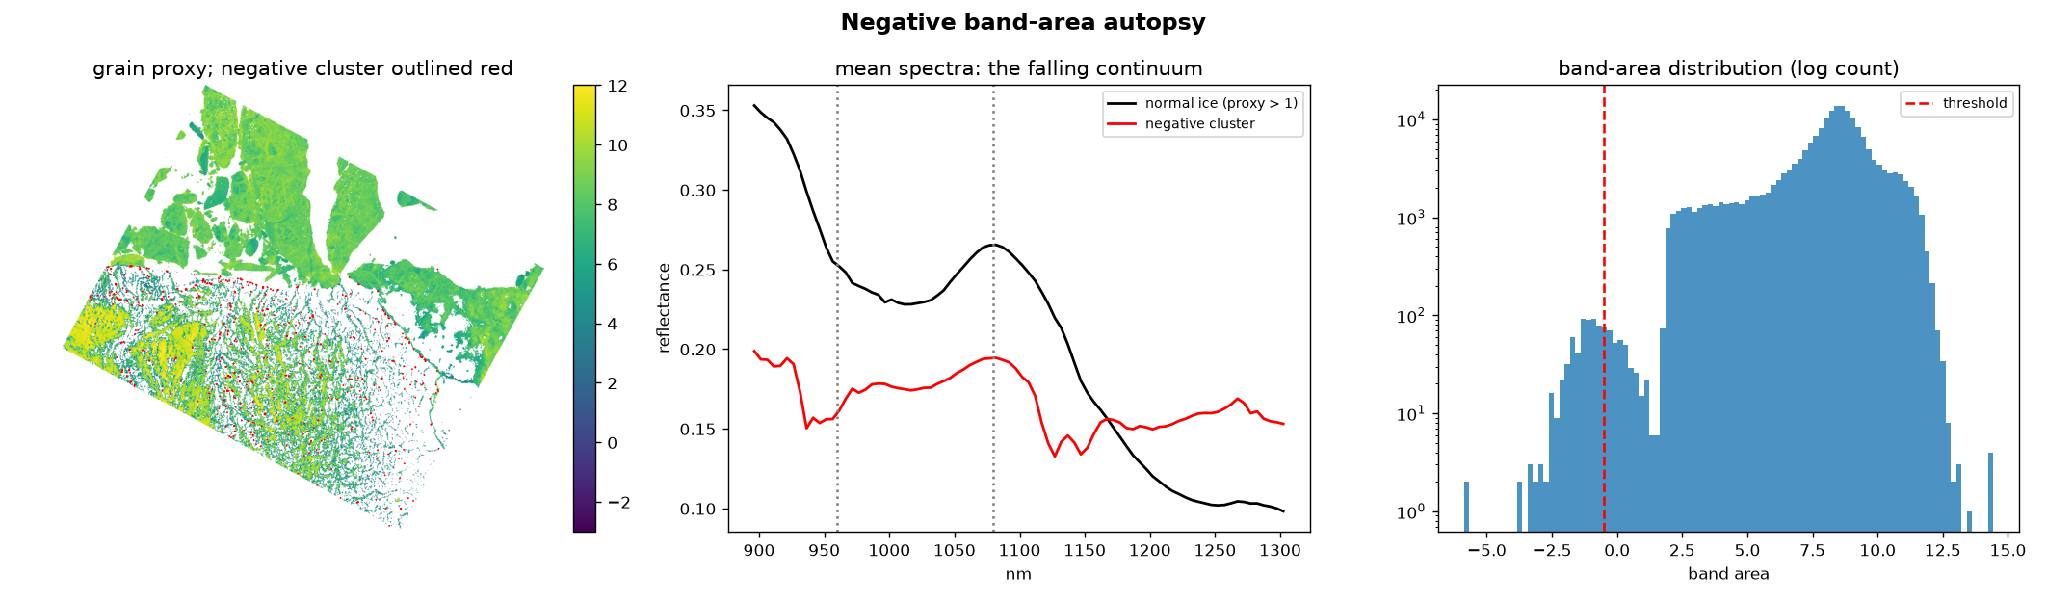 Negative band-area autopsy
grain proxy; negative cluster outlined red
12
10
8
6
4
2
0
−2
mean spectra: the falling continuum
normal ice (proxy > 1)
negative cluster
0.35
0.30
0.25
0.20
0.15
0.10
reflectance
900 950 1000 1050 1100 1150 1200 1250 1300
nm
band-area distribution (log count)
threshold
10⁴
10³
10²
10¹
10⁰
−5.0 −2.5 0.0 2.5 5.0 7.5 10.0 12.5 15.0
band area